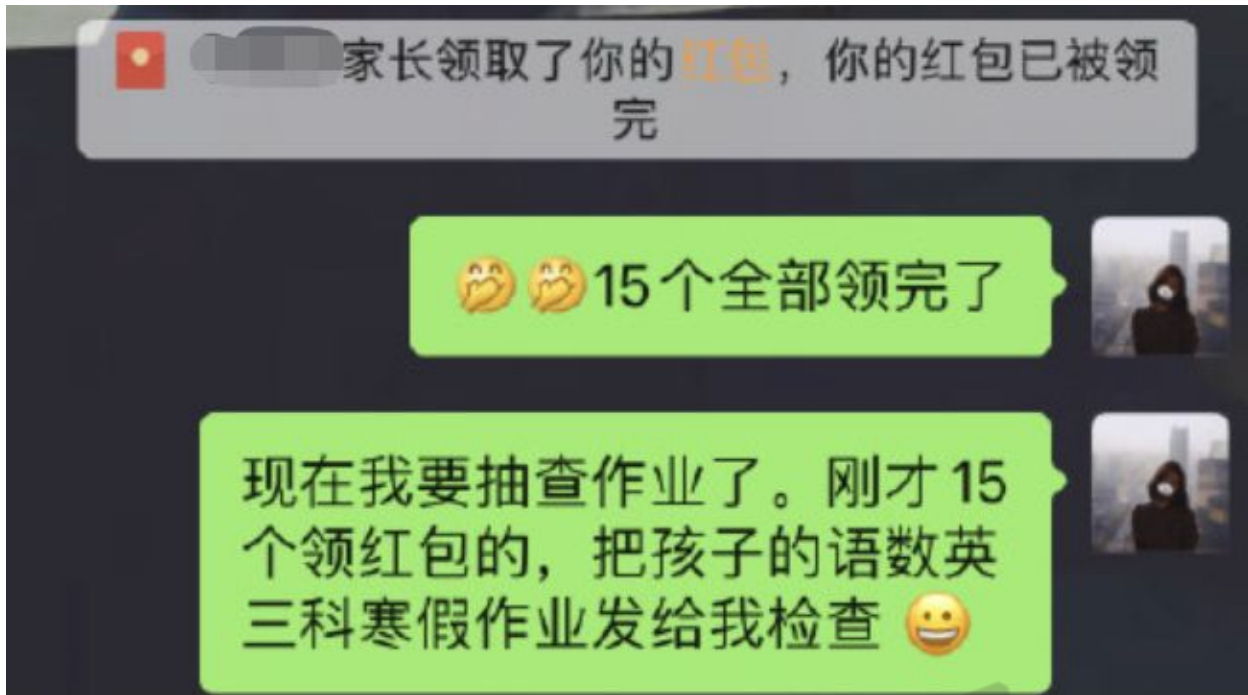 家长领取了你的红包，你的红包已被领
完
15个全部领完了
现在我要抽查作业了。刚才15
个领红包的，把孩子的语数英
三科寒假作业发给我检查